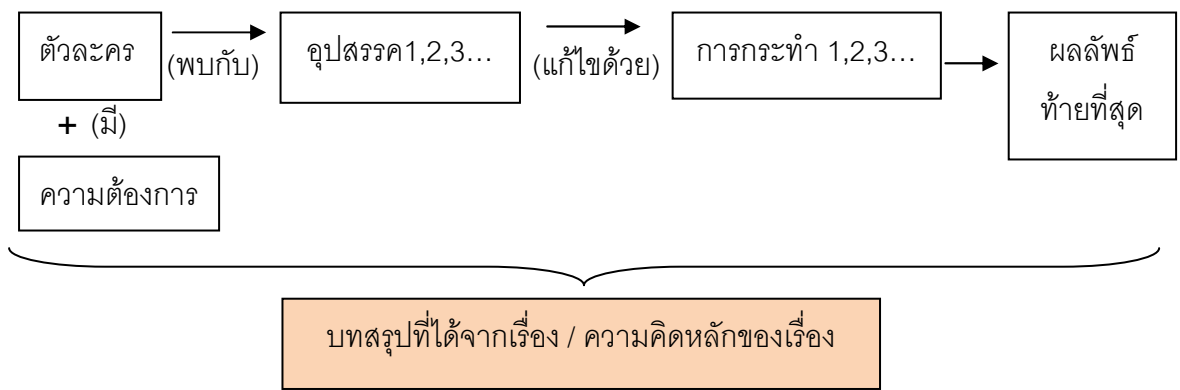 ตัวละคร
+ (มี)
ความต้องการ
(พบกับ)
อุปสรรค1,2,3...
(แก้ไขด้วย)
การกระทำ 1,2,3...
ผลลัพธ์
ท้ายที่สุด
บทสรุปที่ได้จากเรื่อง / ความคิดหลักของเรื่อง